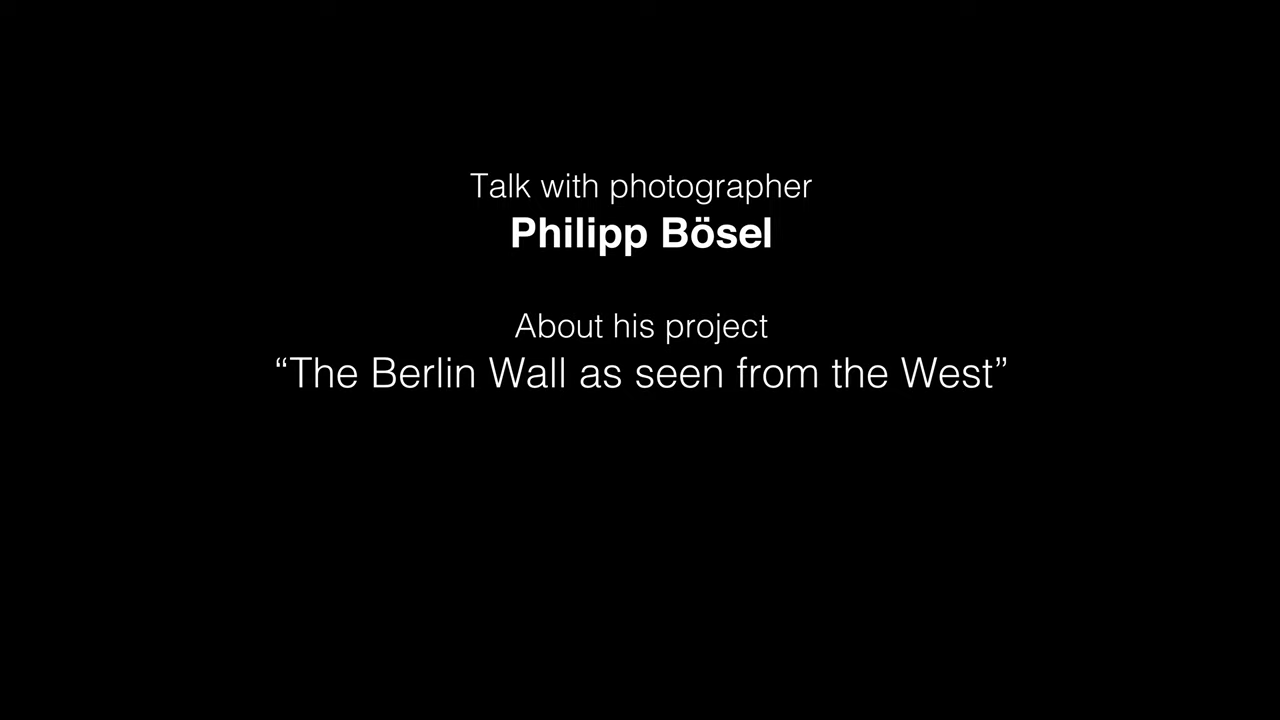 Talk with photographer
Philipp Bösel
About his project
“The Berlin Wall as seen from the West”